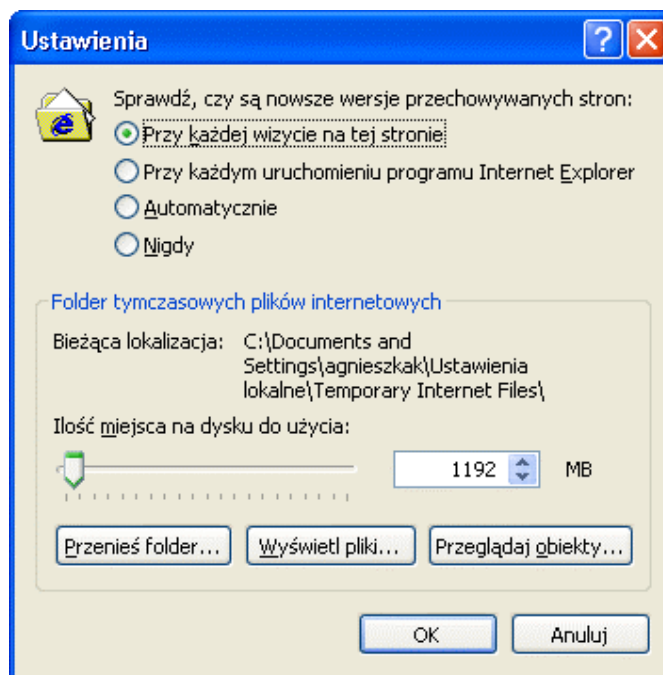 Ustawienia
Sprawdź, czy są nowsze wersje przechowywanych stron:
Przy każdej wizycie na tej stronie
Przy każdym uruchomieniu programu Internet Explorer
Automatycznie
Nigdy
Folder tymczasowych plików internetowych
Bieżąca lokalizacja: C:\Documents and
Settings\agnieszkak\Ustawienia
lokalne\Temporary Internet Files\
Ilość miejsca na dysku do użycia:
1192 MB
Przenieś folder... Wyświetl pliki... Przeglądaj obiekty...
OK Anuluj